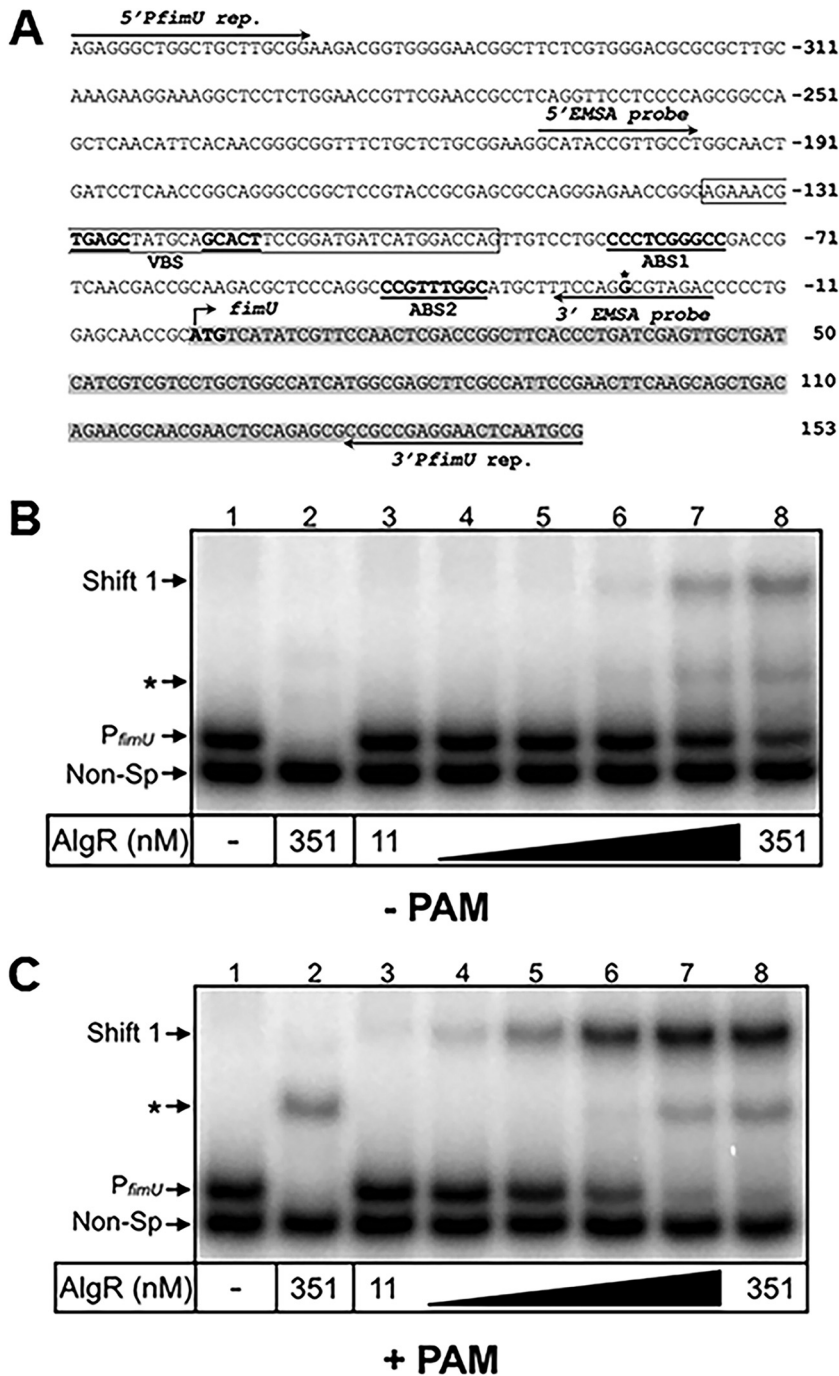 A
5'PfimU rep.
AGAGGGCTGGCTGCTTGCGGAAGACGGTGGGGAACGGCTTCTCGTGGGACGCGCGCTTGC -311
AAAGAAGGAAAGGCTCCTCTGGAACCGTTCGAACCGCCTCAGGTTCCTCCCCAGCGGCCA -251
5'EMSA probe
GCTCAACATTCACAACGGGCGGTTTCTGCTCTGCGGAAGGCATACCGTTGCCTGGCAACT -191
GATCCTCAACCGGCAGGGCCGGCTCCGTACCGCGAGCGCCAGGGAGAACCGGGAGAAACG -131
TGAGCTATGCAGCACTTCCGGATGATCATGGACCAGTTGTCCTGCCCCTCGGGCCGACCG -71
VBS ABS1
*
TCAACGACCGCAAGACGCTCCCAGGCCCGTTTGGCATGCTTTCCAGGCGTAGACCCCCTG -11
fimU ABS2 3' EMSA probe
GAGCAACCGCATGTCATATCGTTCCAACTCGACCGGCTTCACCCTGATCGAGTTGCTGAT 50
CATCGTCGTCCTGCTGGCCATCATGGCGAGCTTCGCCATTCCGAACTTCAAGCAGCTGAC 110
AGAACGCAACGAACTGCAGAGCGCCGCCGAGGAACTCAATGCG 153
3'PfimU rep.
B
1 2 3 4 5 6 7 8
Shift 1
*
PfimU
Non-Sp
AlgR (nM) - 351 11 351
- PAM
C
1 2 3 4 5 6 7 8
Shift 1
*
PfimU
Non-Sp
AlgR (nM) - 351 11 351
+ PAM